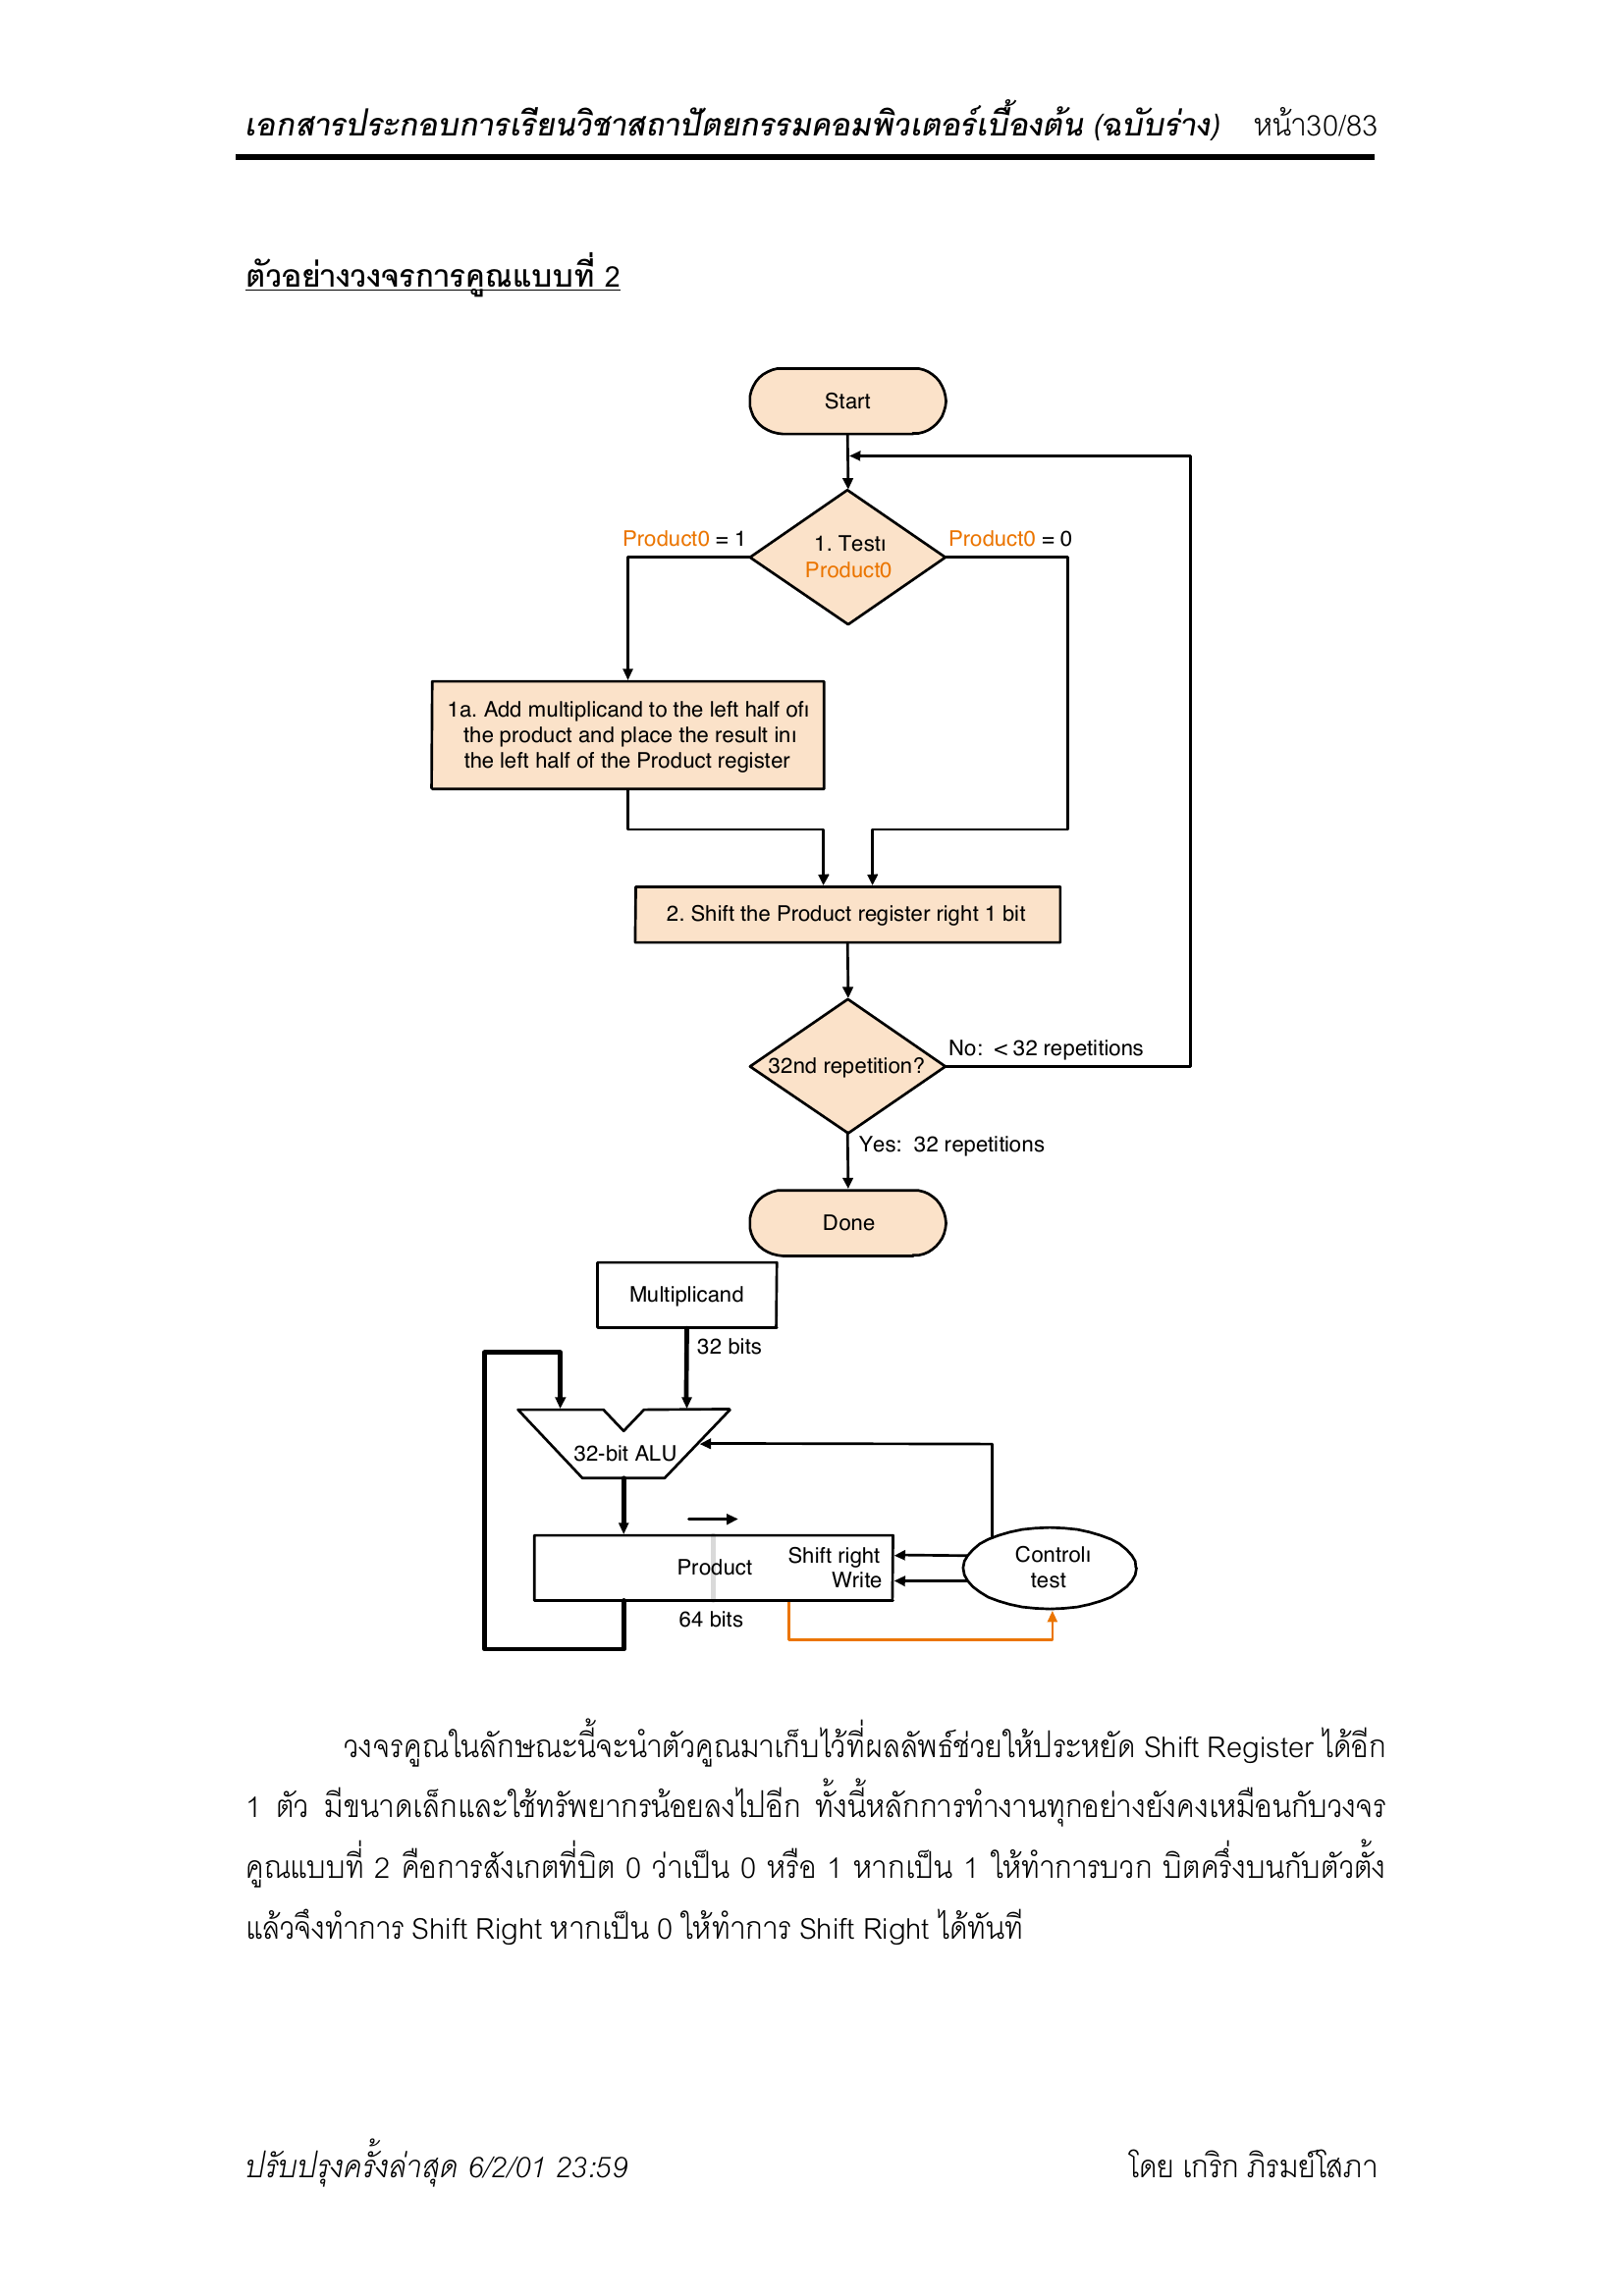 เอกสารประกอบการเรียนวิชาสถาปัตยกรรมคอมพิวเตอร์เบื้องต้น (ฉบับร่าง) หน้า30/83
ตัวอย่างวงจรการคูณแบบที่ 2
Start
Product0 = 1
1. Testı
Product0
Product0 = 0
1a. Add multiplicand to the left half ofı
the product and place the result inı
the left half of the Product register
2. Shift the Product register right 1 bit
32nd repetition?
No: < 32 repetitions
Yes: 32 repetitions
Done
Multiplicand
32 bits
32-bit ALU
Product
Shift right
Write
Controlı
test
64 bits
วงจรคูณในลักษณะนี้จะนำตัวคูณมาเก็บไว้ที่ผลลัพธ์ช่วยให้ประหยัด Shift Register ได้อีก
1 ตัว มีขนาดเล็กและใช้ทรัพยากรน้อยลงไปอีก ทั้งนี้หลักการทำงานทุกอย่างยังคงเหมือนกับวงจร
คูณแบบที่ 2 คือการสังเกตที่บิต 0 ว่าเป็น 0 หรือ 1 หากเป็น 1 ให้ทำการบวก บิตครึ่งบนกับตัวตั้ง
แล้วจึงทำการ Shift Right หากเป็น 0 ให้ทำการ Shift Right ได้ทันที
ปรับปรุงครั้งล่าสุด 6/2/01 23:59
โดย เกริก ภิรมย์โสภา